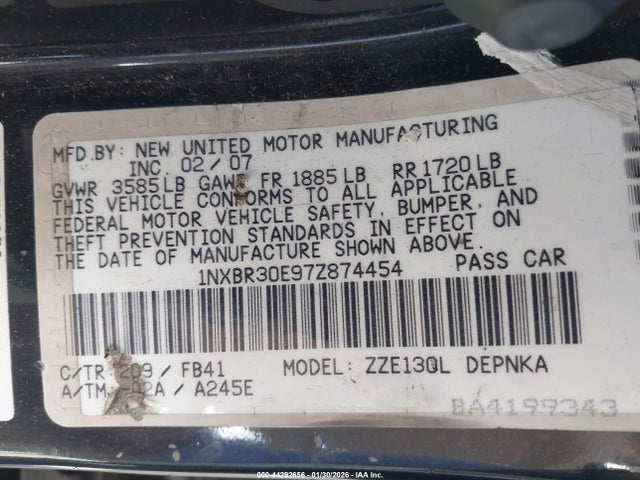 MFD.BY: NEW UNITED MOTOR MANUFACTURING
INC. 02/07
GVWR 3585LB GAWR FR 1885LB RR1720LB
THIS VEHICLE CONFORMS TO ALL APPLICABLE
FEDERAL MOTOR VEHICLE SAFETY, BUMPER, AND
THEFT PREVENTION STANDARDS IN EFFECT ON
THE DATE OF MANUFACTURE SHOWN ABOVE.
1NXBR30E97Z874454 PASS CAR
C/TR 209 / FB41 MODEL: ZZE130L DEPNKA
A/TM -02A / A245E
BA4199343
000-44292656 - 01/30/2026 - IAA Inc.